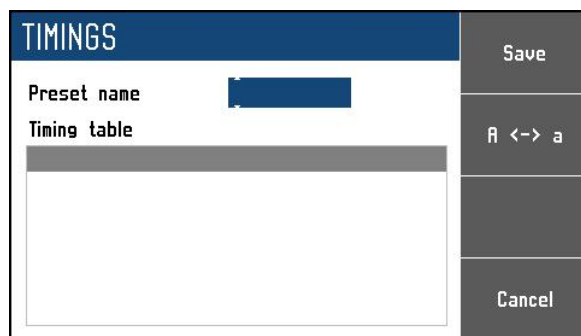 TIMINGS
Save
Preset name
Timing table
A <-> a
Cancel